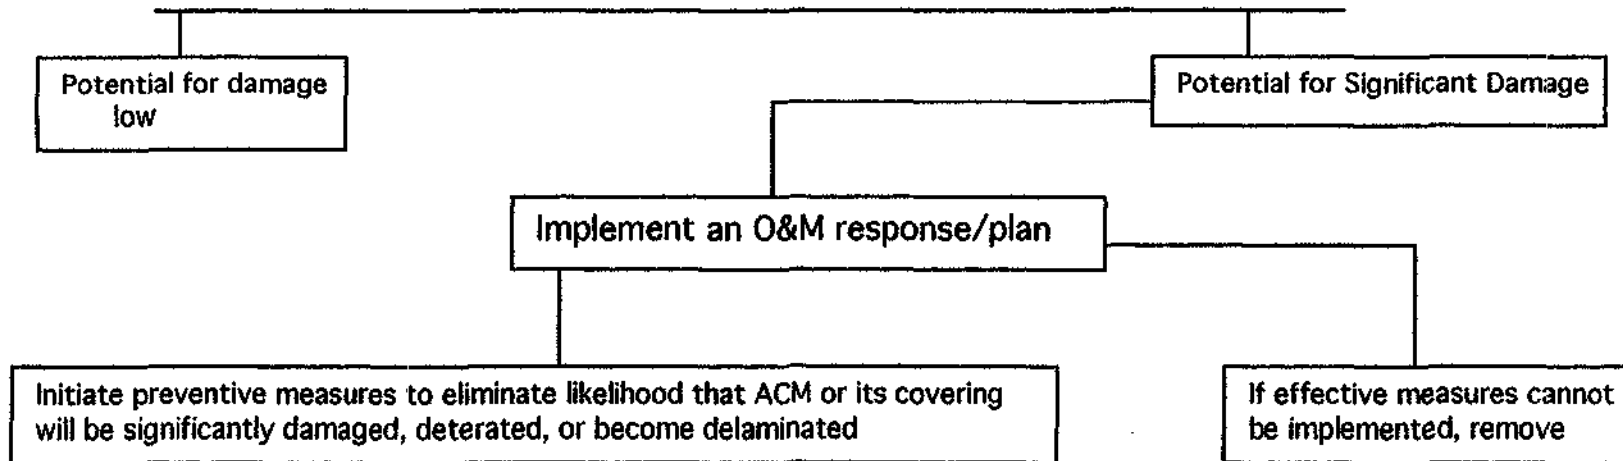 Potential for damage
low
Potential for Significant Damage
Implement an O&M response/plan
Initiate preventive measures to eliminate likelihood that ACM or its covering
will be significantly damaged, deterated, or become delaminated
If effective measures cannot
be implemented, remove